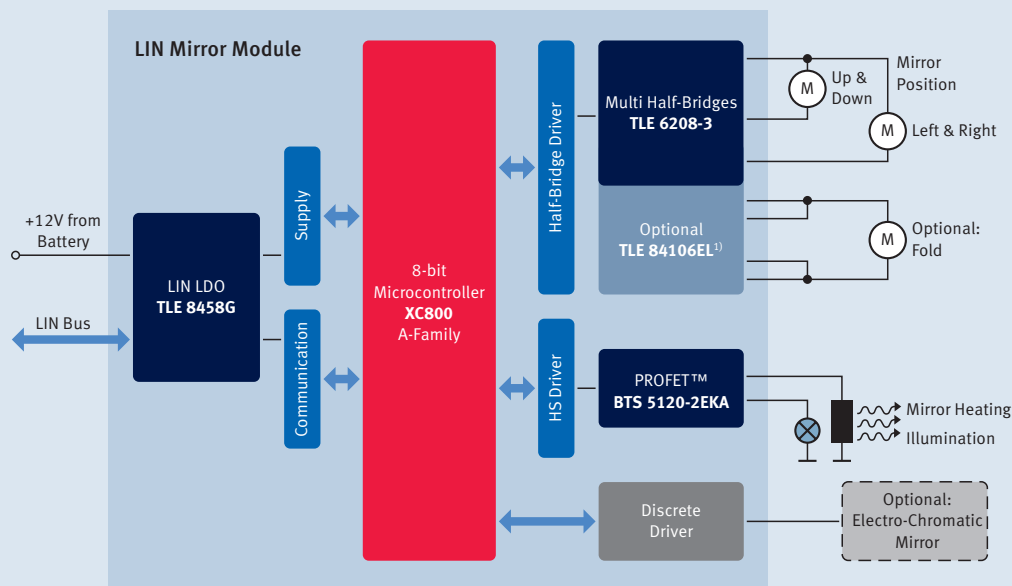 LIN Mirror Module
+12V from
Battery
LIN Bus
LIN LDO
TLE 8458G
Supply
Communication
8-bit
Microcontroller
XC800
A-Family
Half-Bridge Driver
HS Driver
Multi Half-Bridges
TLE 6208-3
Optional
TLE 84106EL¹⁾
PROFET™
BTS 5120-2EKA
Discrete
Driver
M
Up &
Down
Mirror
Position
M
Left & Right
M
Optional:
Fold
Mirror Heating
Illumination
Optional:
Electro-Chromatic
Mirror